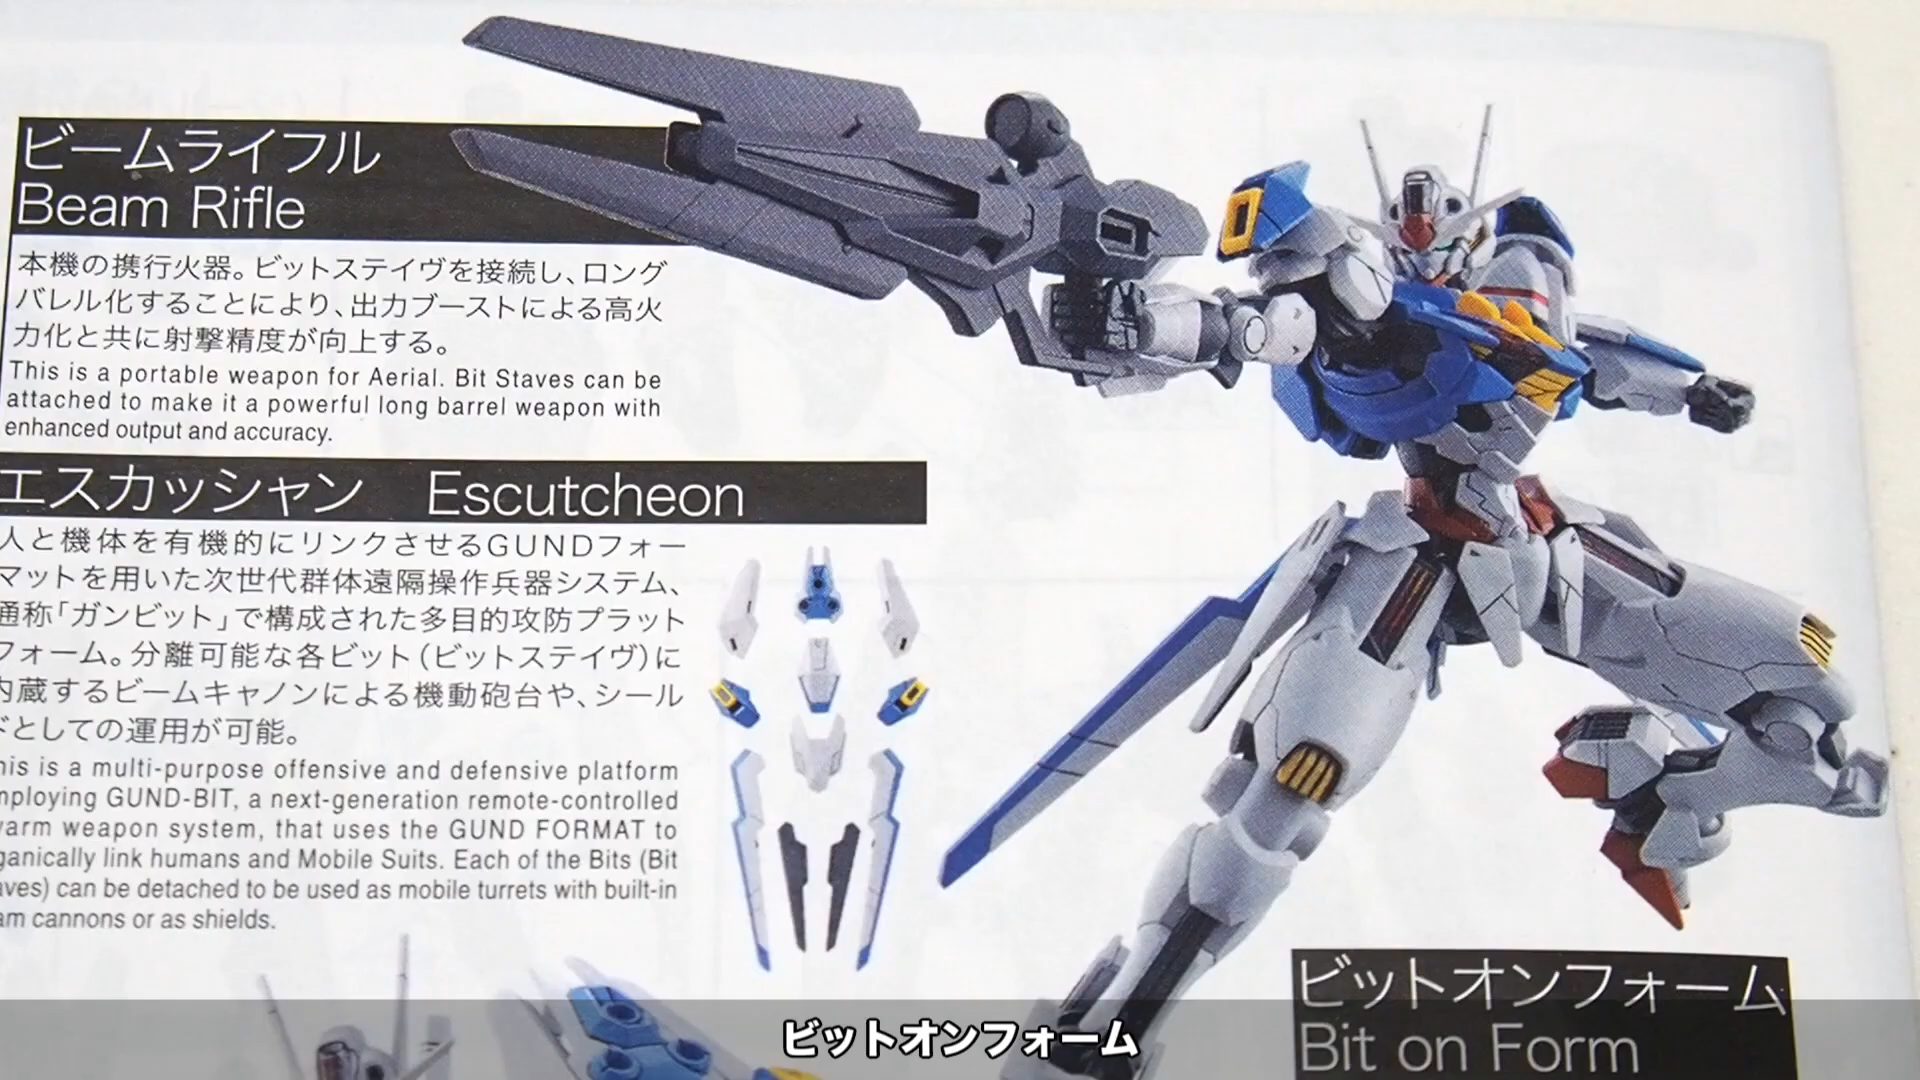 ビームライフル
Beam Rifle
本機の携行火器。ビットステイヴを接続し、ロング
バレル化することにより、出力ブーストによる高火
力化と共に射撃精度が向上する。
This is a portable weapon for Aerial. Bit Staves can be
attached to make it a powerful long barrel weapon with
enhanced output and accuracy.
エスカッシャン Escutcheon
人と機体を有機的にリンクさせるGUNDフォー
マットを用いた次世代群体遠隔操作兵器システム、
通称「ガンビット」で構成された多目的攻防プラット
フォーム。分離可能な各ビット(ビットステイヴ)に
内蔵するビームキャノンによる機動砲台や、シール
ドとしての運用が可能。
his is a multi-purpose offensive and defensive platform
mploying GUND-BIT, a next-generation remote-controlled
warm weapon system, that uses the GUND FORMAT to
ganically link humans and Mobile Suits. Each of the Bits (Bit
aves) can be detached to be used as mobile turrets with built-in
am cannons or as shields.
ビットオンフォーム
Bit on Form
ビットオンフォーム